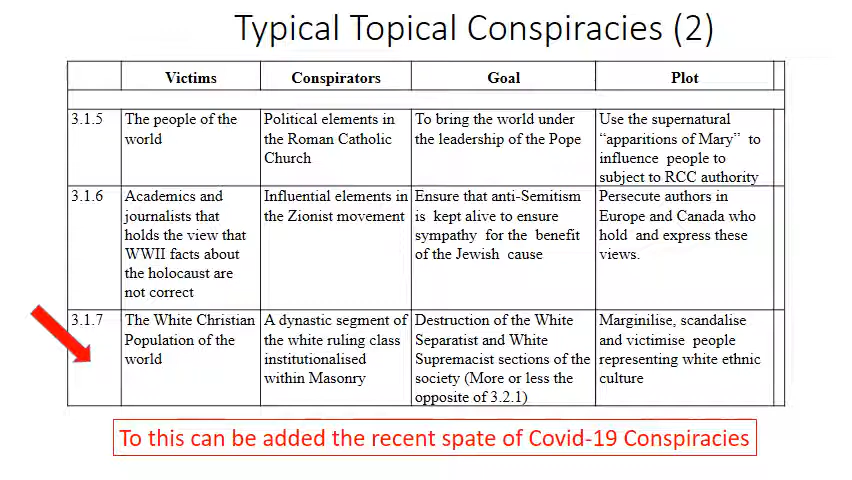 Typical Topical Conspiracies (2)
Victims Conspirators Goal Plot
3.1.5 The people of the world Political elements in the Roman Catholic Church To bring the world under the leadership of the Pope Use the supernatural “apparitions of Mary” to influence people to subject to RCC authority
3.1.6 Academics and journalists that holds the view that WWII facts about the holocaust are not correct Influential elements in the Zionist movement Ensure that anti-Semitism is kept alive to ensure sympathy for the benefit of the Jewish cause Persecute authors in Europe and Canada who hold and express these views.
3.1.7 The White Christian Population of the world A dynastic segment of the white ruling class institutionalised within Masonry Destruction of the White Separatist and White Supremacist sections of the society (More or less the opposite of 3.2.1) Marginilise, scandalise and victimise people representing white ethnic culture
To this can be added the recent spate of Covid-19 Conspiracies